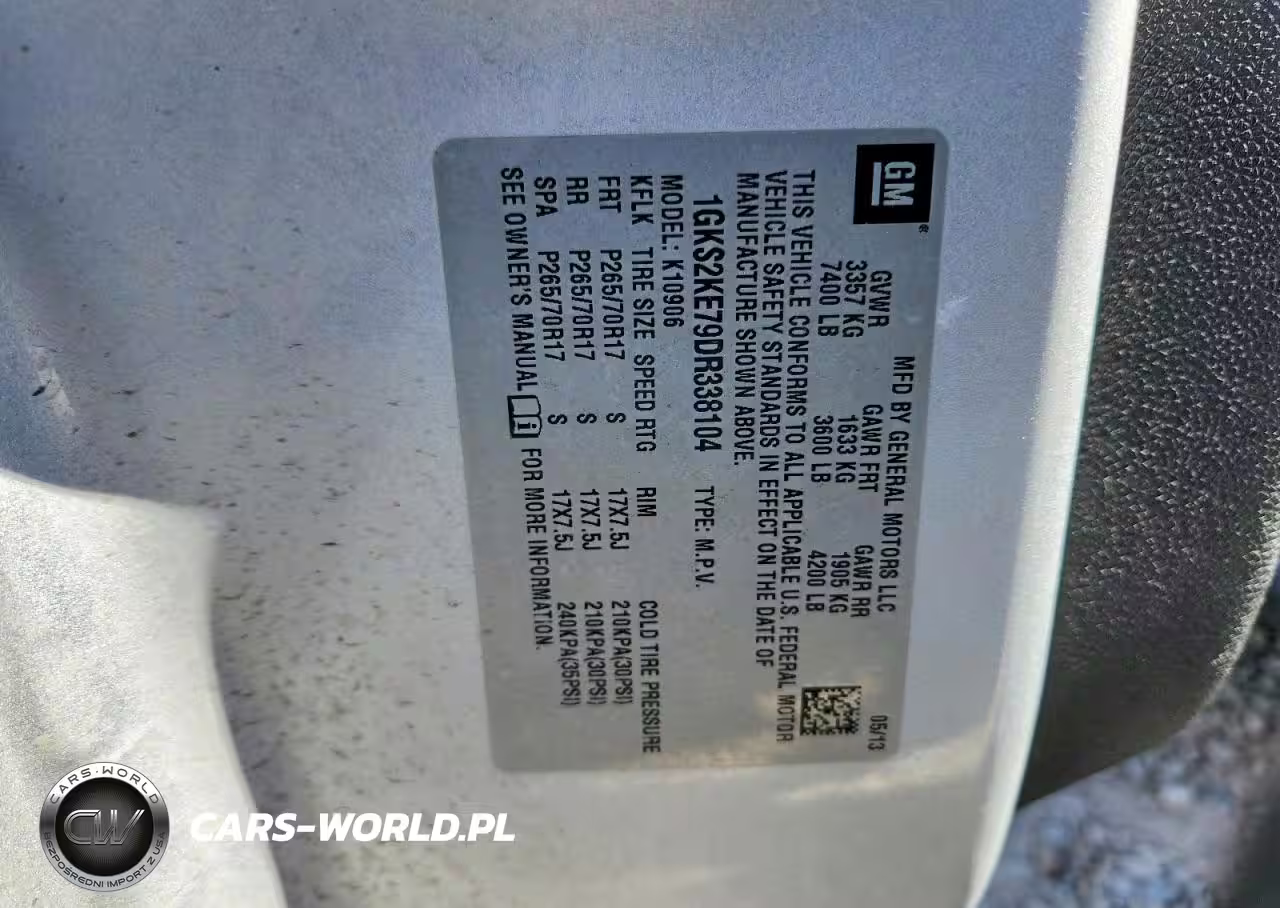 GM®
MFD BY GENERAL MOTORS LLC 05/13
GVWR GAWR FRT GAWR RR
3357 KG 1633 KG 1905 KG
7400 LB 3600 LB 4200 LB
THIS VEHICLE CONFORMS TO ALL APPLICABLE U.S. FEDERAL MOTOR
VEHICLE SAFETY STANDARDS IN EFFECT ON THE DATE OF
MANUFACTURE SHOWN ABOVE.
1GKS2KE79DR338104 TYPE: M.P.V.
MODEL: K10906
KFLK TIRE SIZE SPEED RTG RIM COLD TIRE PRESSURE
FRT P265/70R17 S 17X7.5J 210KPA(30PSI)
RR P265/70R17 S 17X7.5J 210KPA(30PSI)
SPA P265/70R17 S 17X7.5J 240KPA(35PSI)
SEE OWNER'S MANUAL FOR MORE INFORMATION.
CARS-WORLD
CW
BEZPOŚREDNI IMPORT Z USA
CARS-WORLD.PL